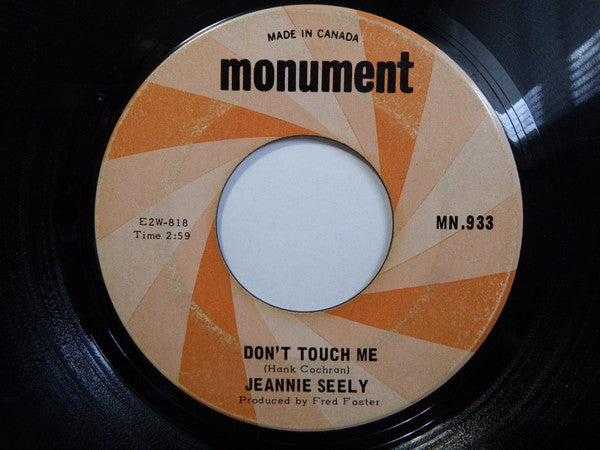 MADE IN CANADA
monument
E2W-818
Time 2:59
MN.933
DON'T TOUCH ME
(Hank Cochran)
JEANNIE SEELY
Produced by Fred Foster